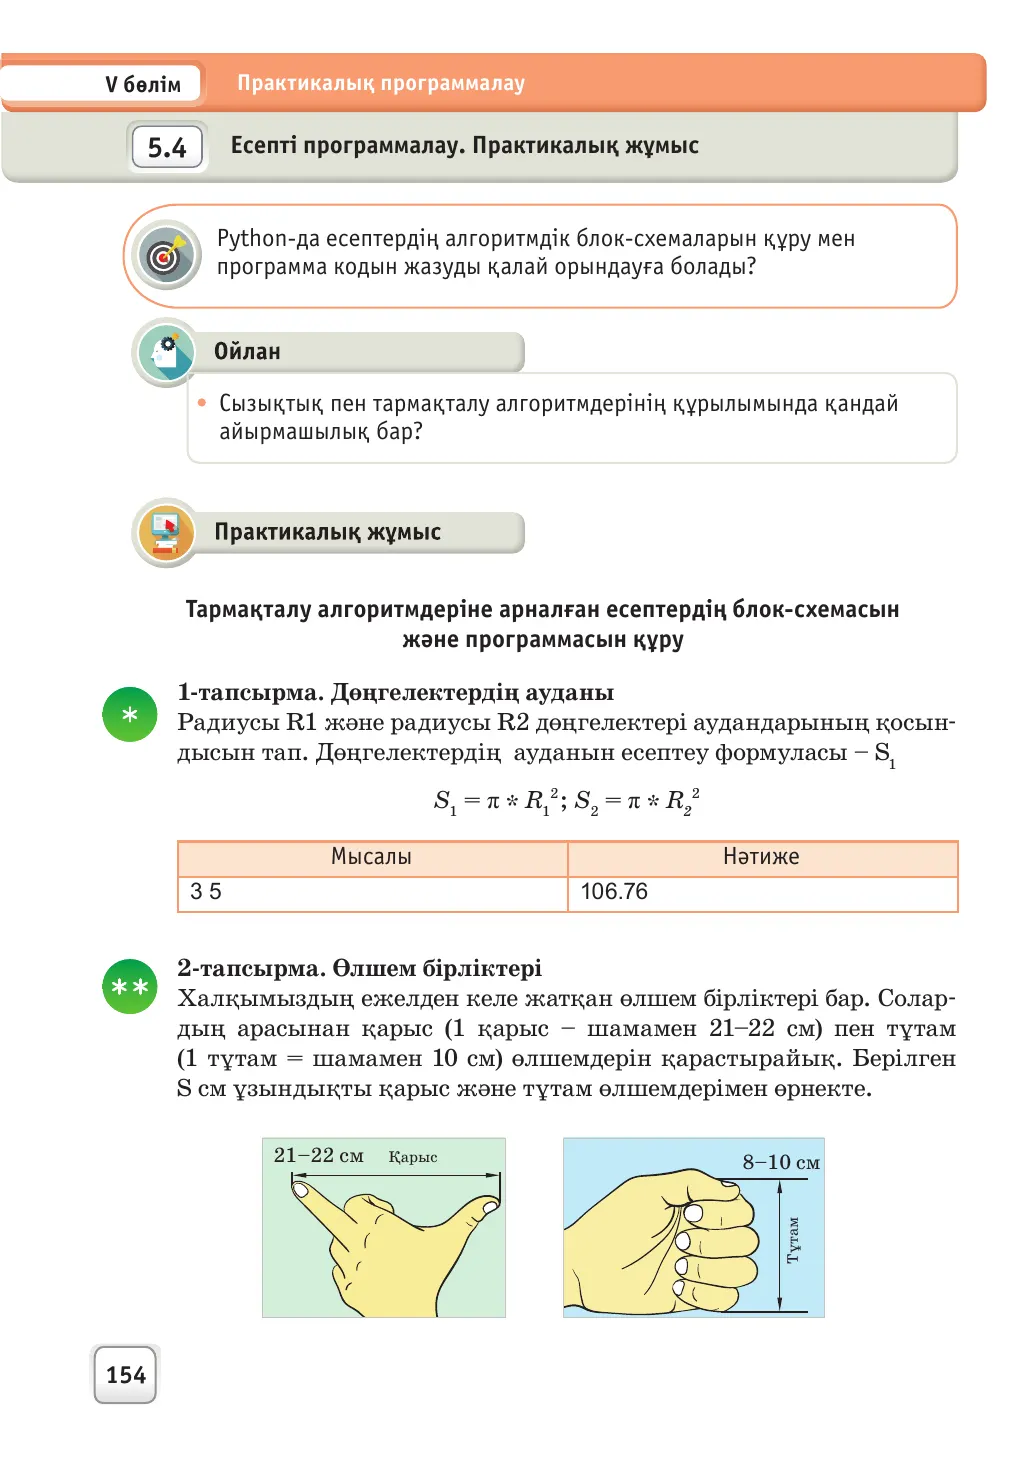 V бөлім
Практикалық программалау
5.4
Есепті программалау. Практикалық жұмыс
Python-да есептердің алгоритмдік блок-схемаларын құру мен
программа кодын жазуды қалай орындауға болады?
Ойлан
• Сызықтық пен тармақталу алгоритмдерінің құрылымында қандай
айырмашылық бар?
Практикалық жұмыс
Тармақталу алгоритмдеріне арналған есептердің блок-схемасын
және программасын құру
*
1-тапсырма. Дөңгелектердің ауданы
Радиусы R1 және радиусы R2 дөңгелектері аудандарының қосын-
дысын тап. Дөңгелектердің ауданын есептеу формуласы – S₁
S₁ = π * R₁²; S₂ = π * R₂²
Мысалы Нәтиже
3 5 106.76
**
2-тапсырма. Өлшем бірліктері
Халқымыздың ежелден келе жатқан өлшем бірліктері бар. Солар-
дың арасынан қарыс (1 қарыс – шамамен 21–22 см) пен тұтам
(1 тұтам = шамамен 10 см) өлшемдерін қарастырайық. Берілген
S см ұзындықты қарыс және тұтам өлшемдерімен өрнекте.
21–22 см Қарыс
8–10 см
Тұтам
154